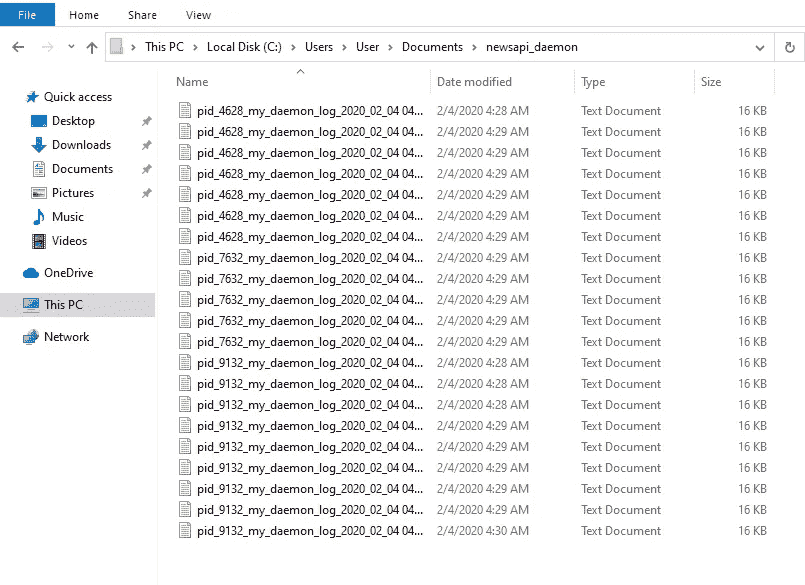 File Home Share View
This PC Local Disk (C:) Users User Documents newsapi_daemon
Name Date modified Type Size
Quick access
Desktop
Downloads
Documents
Pictures
Music
Videos
OneDrive
This PC
Network
pid_4628_my_daemon_log_2020_02_04 04... 2/4/2020 4:28 AM Text Document 16 KB
pid_4628_my_daemon_log_2020_02_04 04... 2/4/2020 4:29 AM Text Document 16 KB
pid_4628_my_daemon_log_2020_02_04 04... 2/4/2020 4:29 AM Text Document 16 KB
pid_4628_my_daemon_log_2020_02_04 04... 2/4/2020 4:29 AM Text Document 16 KB
pid_4628_my_daemon_log_2020_02_04 04... 2/4/2020 4:29 AM Text Document 16 KB
pid_4628_my_daemon_log_2020_02_04 04... 2/4/2020 4:29 AM Text Document 16 KB
pid_4628_my_daemon_log_2020_02_04 04... 2/4/2020 4:29 AM Text Document 16 KB
pid_7632_my_daemon_log_2020_02_04 04... 2/4/2020 4:28 AM Text Document 16 KB
pid_7632_my_daemon_log_2020_02_04 04... 2/4/2020 4:29 AM Text Document 16 KB
pid_7632_my_daemon_log_2020_02_04 04... 2/4/2020 4:29 AM Text Document 16 KB
pid_7632_my_daemon_log_2020_02_04 04... 2/4/2020 4:29 AM Text Document 16 KB
pid_7632_my_daemon_log_2020_02_04 04... 2/4/2020 4:29 AM Text Document 16 KB
pid_9132_my_daemon_log_2020_02_04 04... 2/4/2020 4:28 AM Text Document 16 KB
pid_9132_my_daemon_log_2020_02_04 04... 2/4/2020 4:28 AM Text Document 16 KB
pid_9132_my_daemon_log_2020_02_04 04... 2/4/2020 4:28 AM Text Document 16 KB
pid_9132_my_daemon_log_2020_02_04 04... 2/4/2020 4:29 AM Text Document 16 KB
pid_9132_my_daemon_log_2020_02_04 04... 2/4/2020 4:29 AM Text Document 16 KB
pid_9132_my_daemon_log_2020_02_04 04... 2/4/2020 4:29 AM Text Document 16 KB
pid_9132_my_daemon_log_2020_02_04 04... 2/4/2020 4:29 AM Text Document 16 KB
pid_9132_my_daemon_log_2020_02_04 04... 2/4/2020 4:29 AM Text Document 16 KB
pid_9132_my_daemon_log_2020_02_04 04... 2/4/2020 4:30 AM Text Document 16 KB